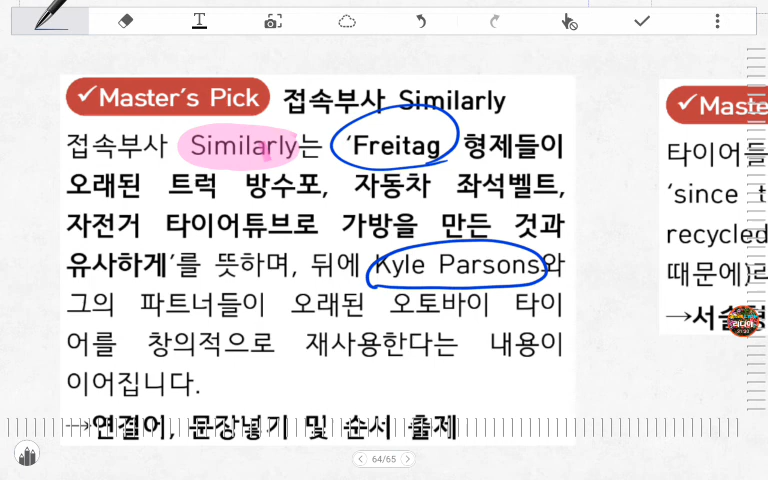 ✓Master's Pick 접속부사 Similarly
접속부사 Similarly는 'Freitag 형제들이
오래된 트럭 방수포, 자동차 좌석벨트,
자전거 타이어튜브로 가방을 만든 것과
유사하게'를 뜻하며, 뒤에 Kyle Parsons와
그의 파트너들이 오래된 오토바이 타이
어를 창의적으로 재사용한다는 내용이
이어집니다.
→연결어, 문장넣기 및 순서 출제
✓Maste
타이어들
'since t
recycled
때문에)라
→서술형
리디아
64/65